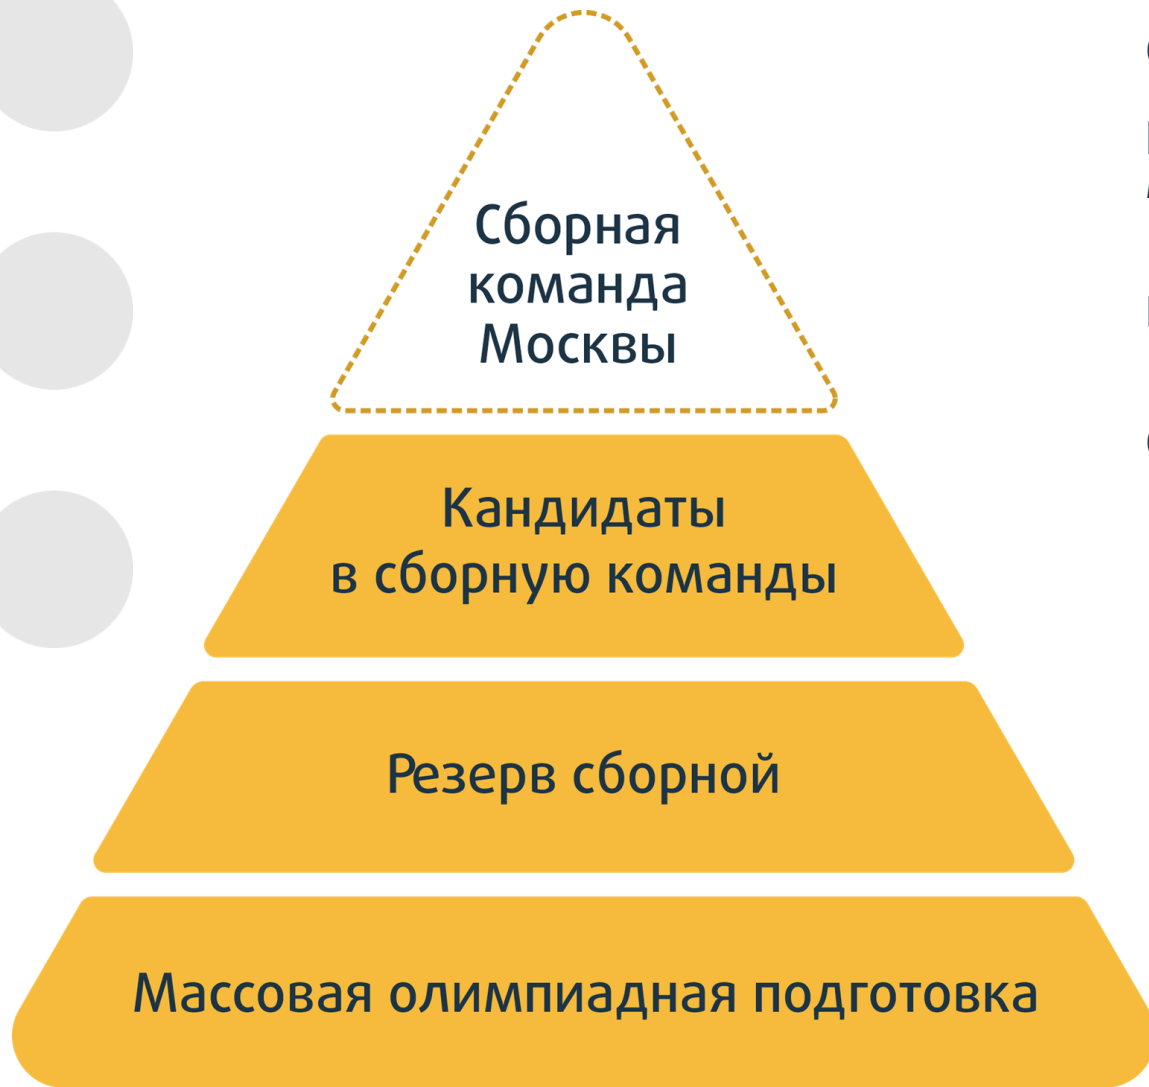 Сборная
команда
Москвы
Кандидаты
в сборную команды
Резерв сборной
Массовая олимпиадная подготовка